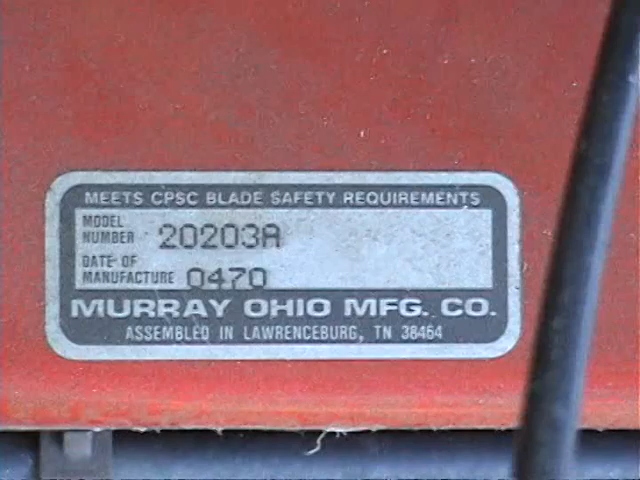 MEETS CPSC BLADE SAFETY REQUIREMENTS
MODEL NUMBER 20203A
DATE OF MANUFACTURE 0470
MURRAY OHIO MFG. CO.
ASSEMBLED IN LAWRENCEBURG, TN 38464